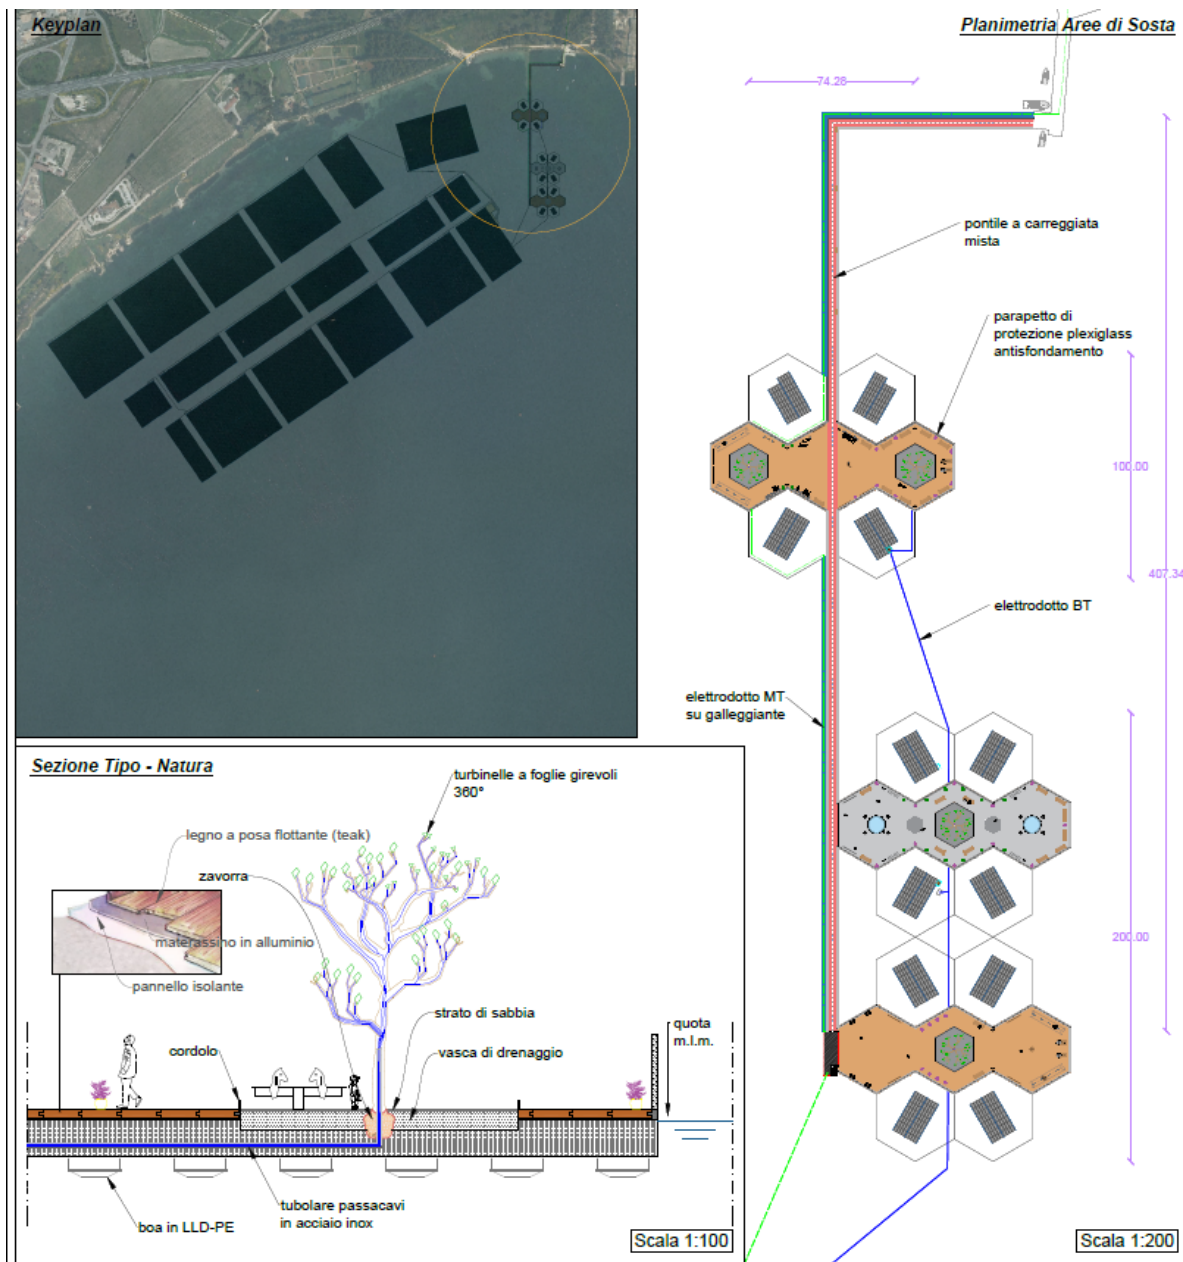 Keyplan
Planimetria Aree di Sosta
74.28
pontile a carreggiata
mista
parapetto di
protezione plexiglass
antisfondamento
100.00
407.34
elettrodotto BT
elettrodotto MT
su galleggiante
200.00
Scala 1:200
Sezione Tipo - Natura
turbinelle a foglie girevoli
360°
legno a posa flottante (teak)
zavorra
materassino in alluminio
pannello isolante
strato di sabbia
quota
m.l.m.
cordolo
vasca di drenaggio
tubolare passacavi
in acciaio inox
boa in LLD-PE
Scala 1:100